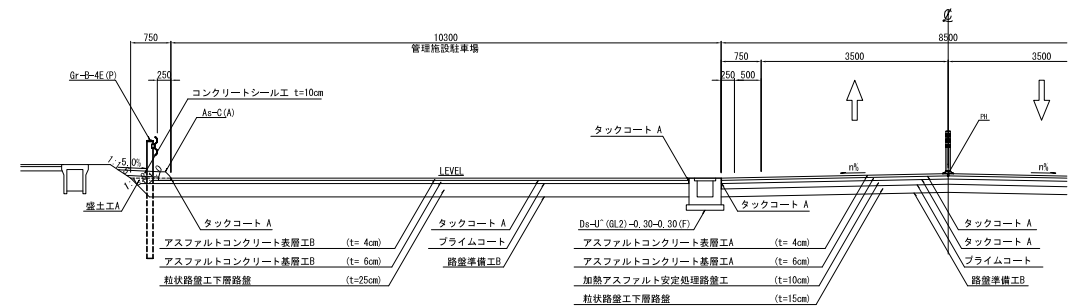 750
10300
管理施設駐車場
8500
750
3500
3500
250
250
500
Gr-B-4E(P)
コンクリートシール工 t=10cm
As-C(A)
タックコート A
PH
5.0%
LEVEL
n%
n%
盛土工A
タックコート A
タックコート A
Ds-U^(GL2)-0.30-0.30(F)
タックコート A
タックコート A
アスファルトコンクリート表層工B (t= 4cm)
プライムコート
アスファルトコンクリート表層工A (t= 4cm)
タックコート A
アスファルトコンクリート基層工B (t= 6cm)
路盤準備工B
アスファルトコンクリート基層工A (t= 6cm)
プライムコート
粒状路盤工下層路盤 (t=25cm)
加熱アスファルト安定処理路盤工 (t=10cm)
路盤準備工B
粒状路盤工下層路盤 (t=15cm)